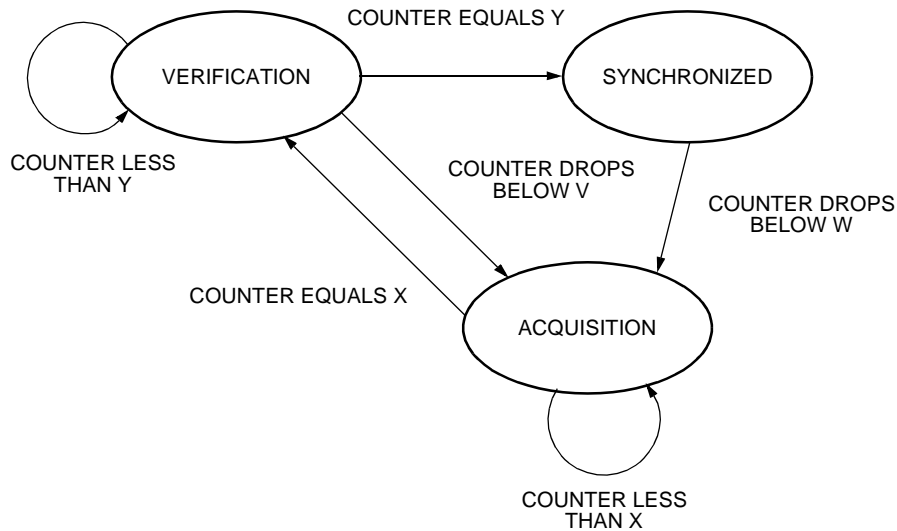 COUNTER EQUALS Y
VERIFICATION
SYNCHRONIZED
COUNTER LESS
THAN Y
COUNTER DROPS
BELOW V
COUNTER DROPS
BELOW W
COUNTER EQUALS X
ACQUISITION
COUNTER LESS
THAN X